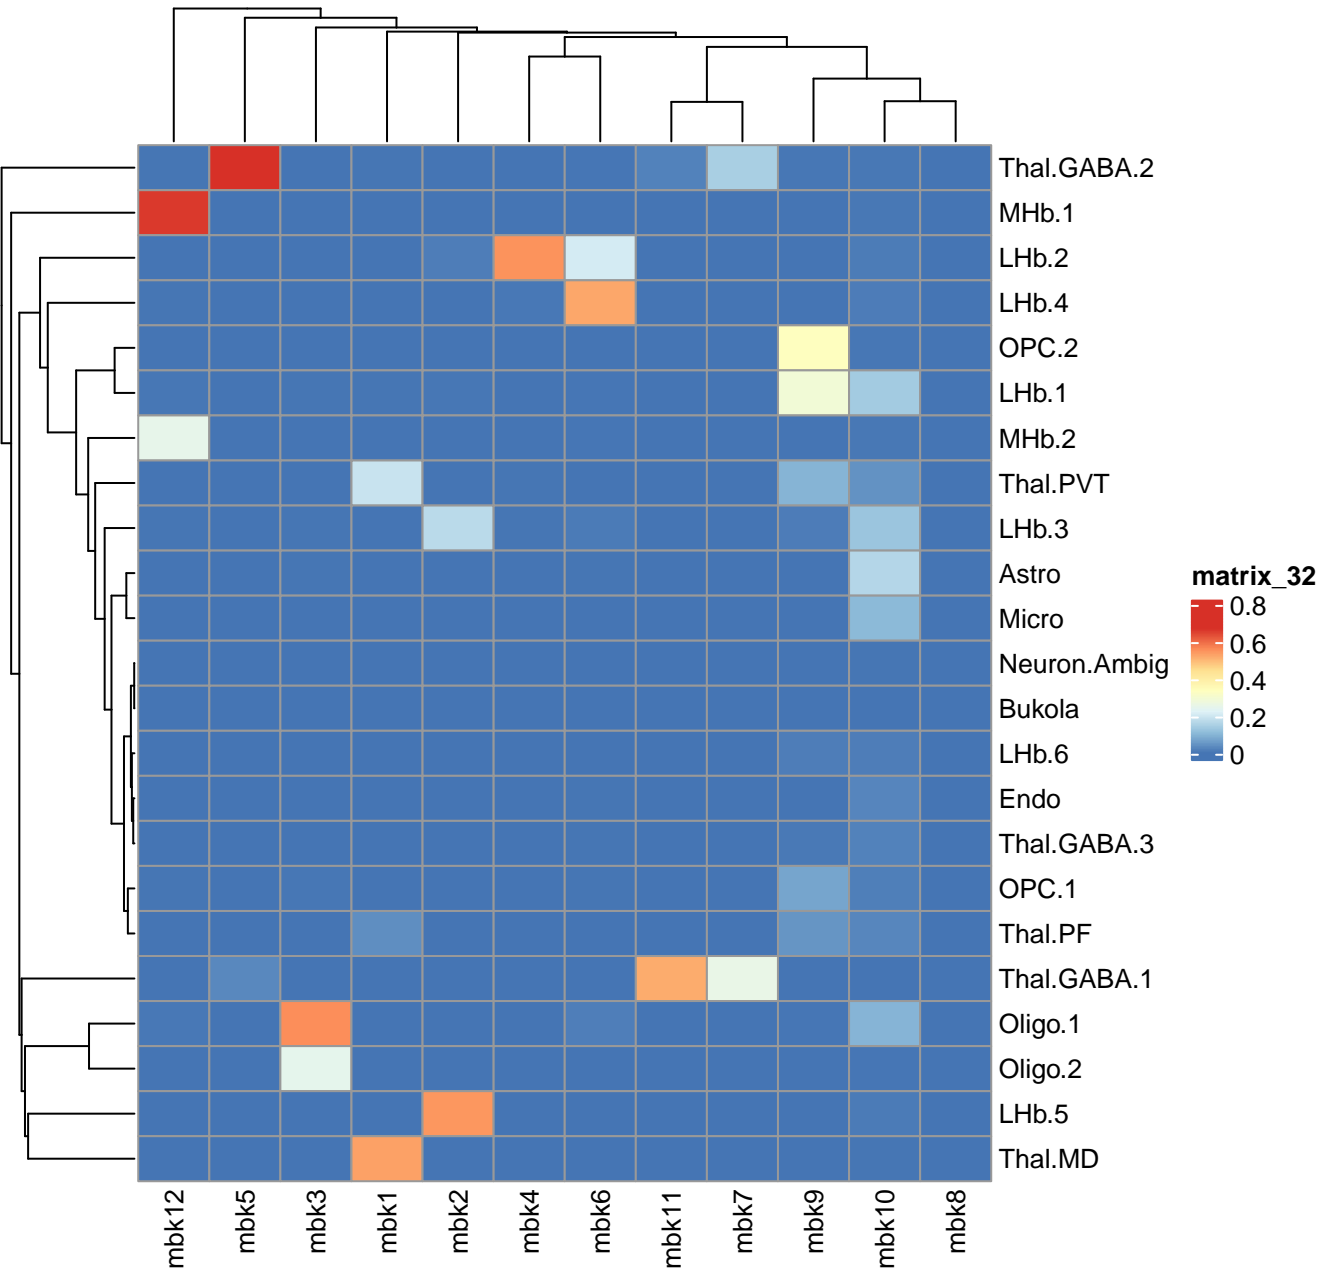 Thal.GABA.2
MHb.1
LHb.2
LHb.4
OPC.2
LHb.1
MHb.2
Thal.PVT
LHb.3
Astro
Micro
Neuron.Ambig
Bukola
LHb.6
Endo
Thal.GABA.3
OPC.1
Thal.PF
Thal.GABA.1
Oligo.1
Oligo.2
LHb.5
Thal.MD
matrix_32
0.8
0.6
0.4
0.2
0
mbk12
mbk5
mbk3
mbk1
mbk2
mbk4
mbk6
mbk11
mbk7
mbk9
mbk10
mbk8